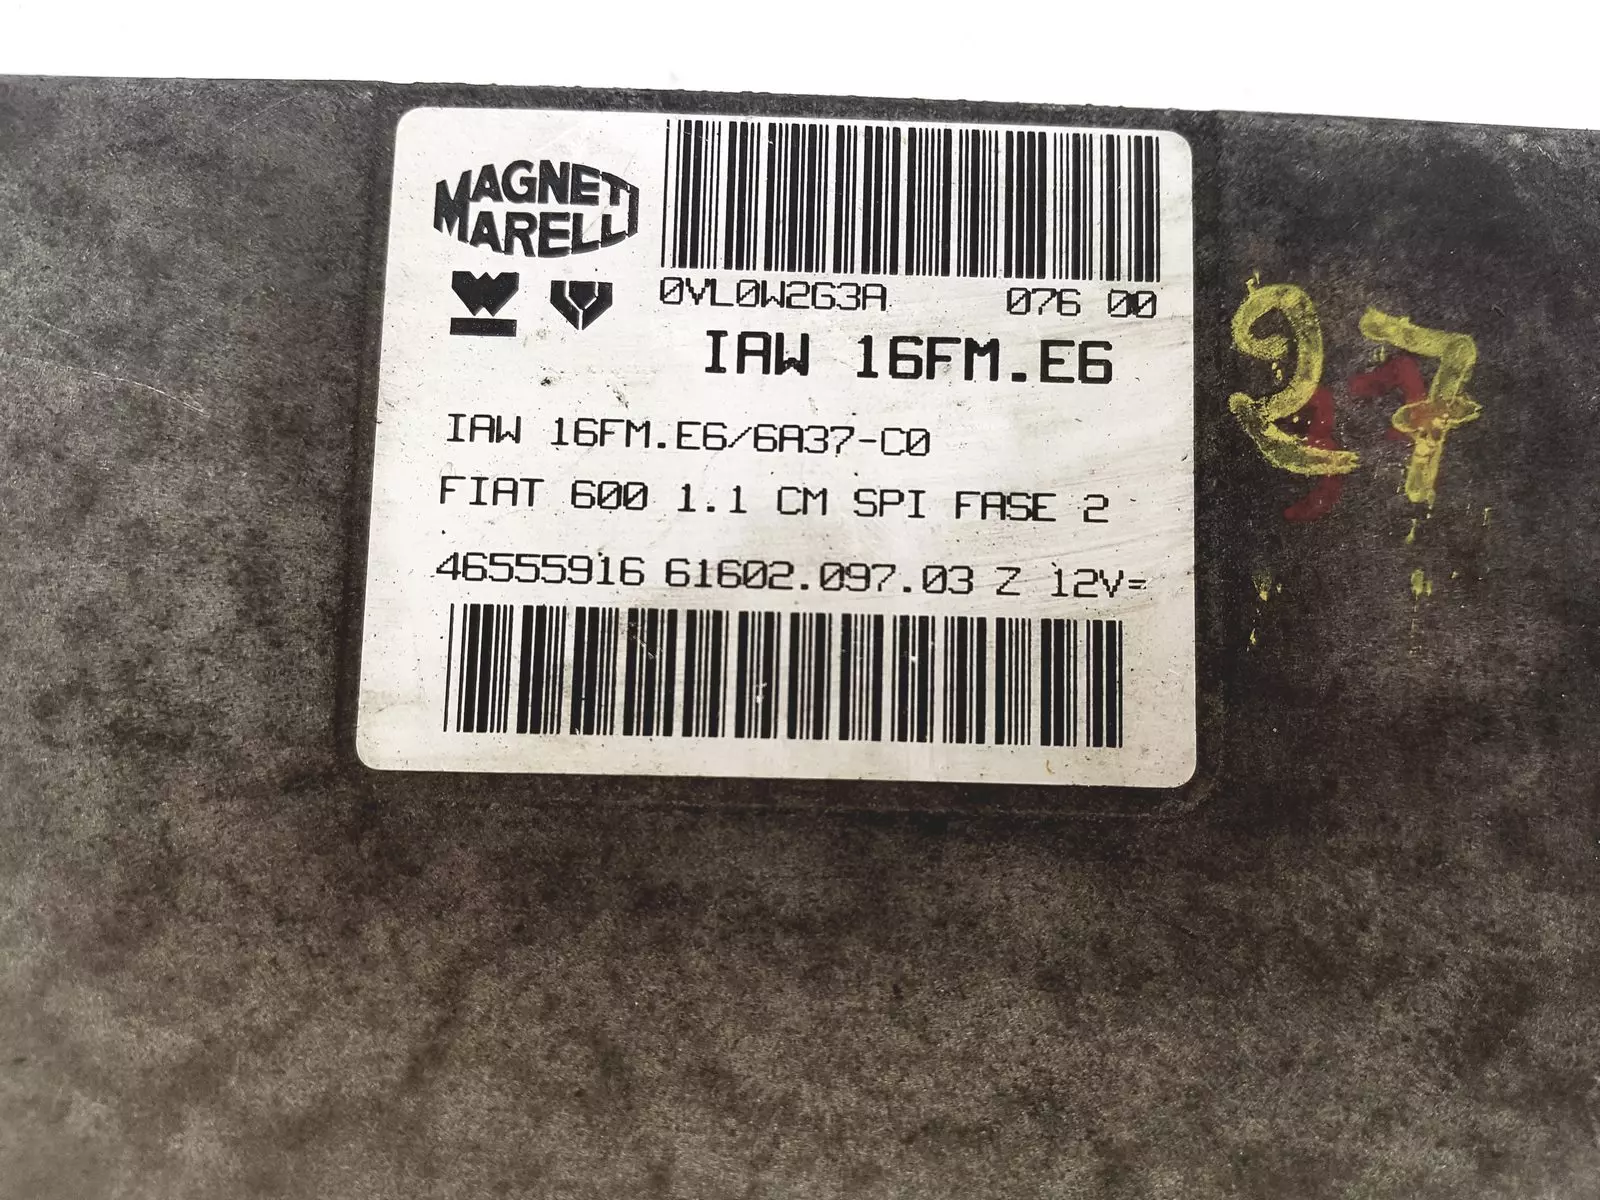 MAGNETI
MARELLI
0VL0W2G3A 076 00
IAW 16FM.E6
IAW 16FM.E6/6A37-C0
FIAT 600 1.1 CM SPI FASE 2
46555916 61602.097.03 Z 12V=
27